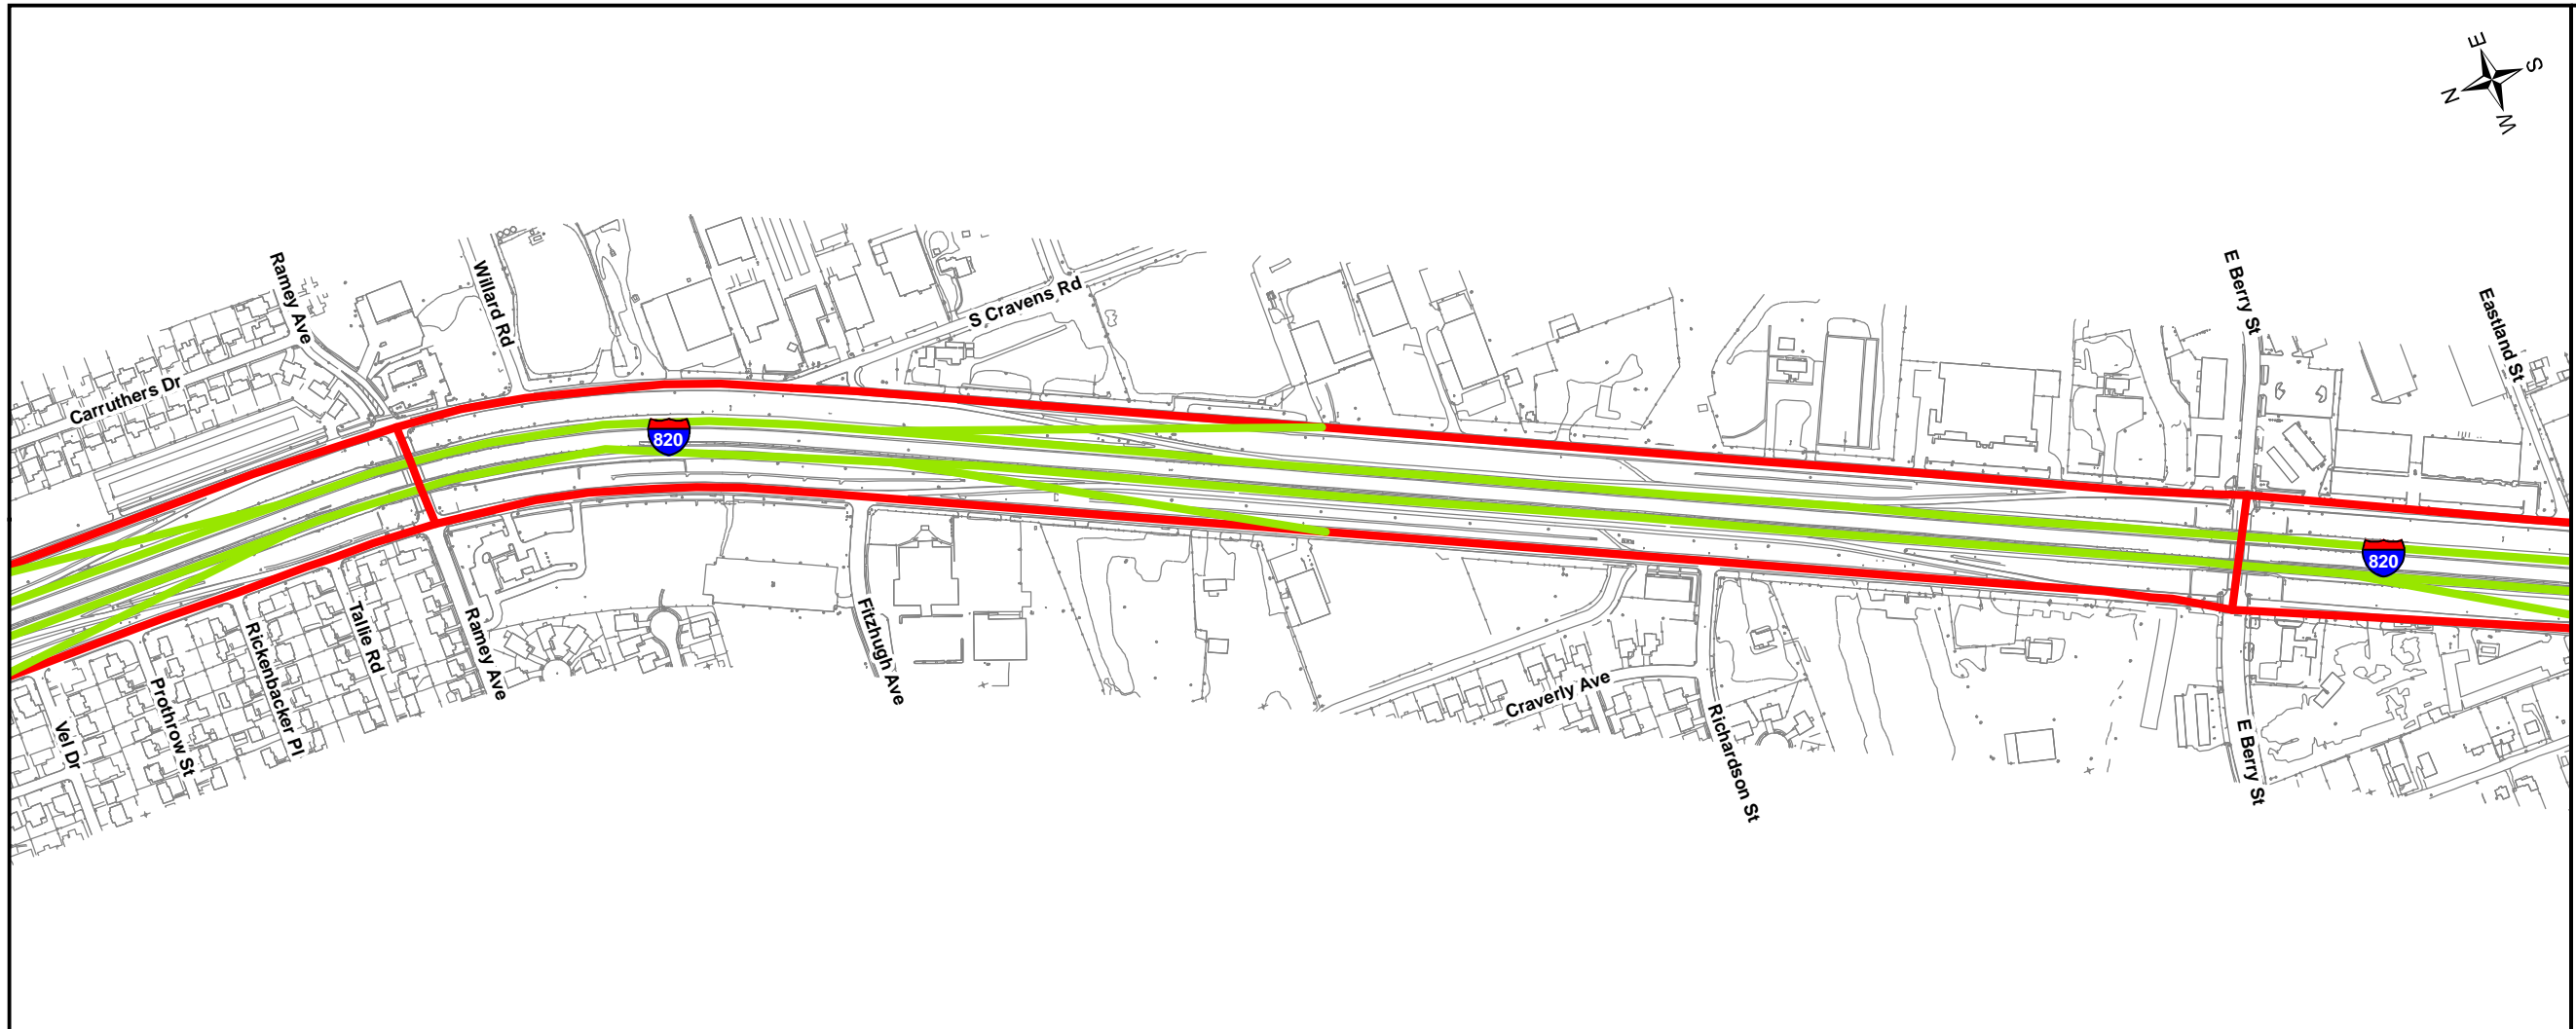 E
S
N
W
Ramey Ave
Willard Rd
S Cravens Rd
E Berry St
Eastland St
Carruthers Dr
820
820
Vel Dr
Prothrow St
Rickenbacker Pl
Tallie Rd
Ramey Ave
Fitzhugh Ave
Craverly Ave
Richardson St
E Berry St